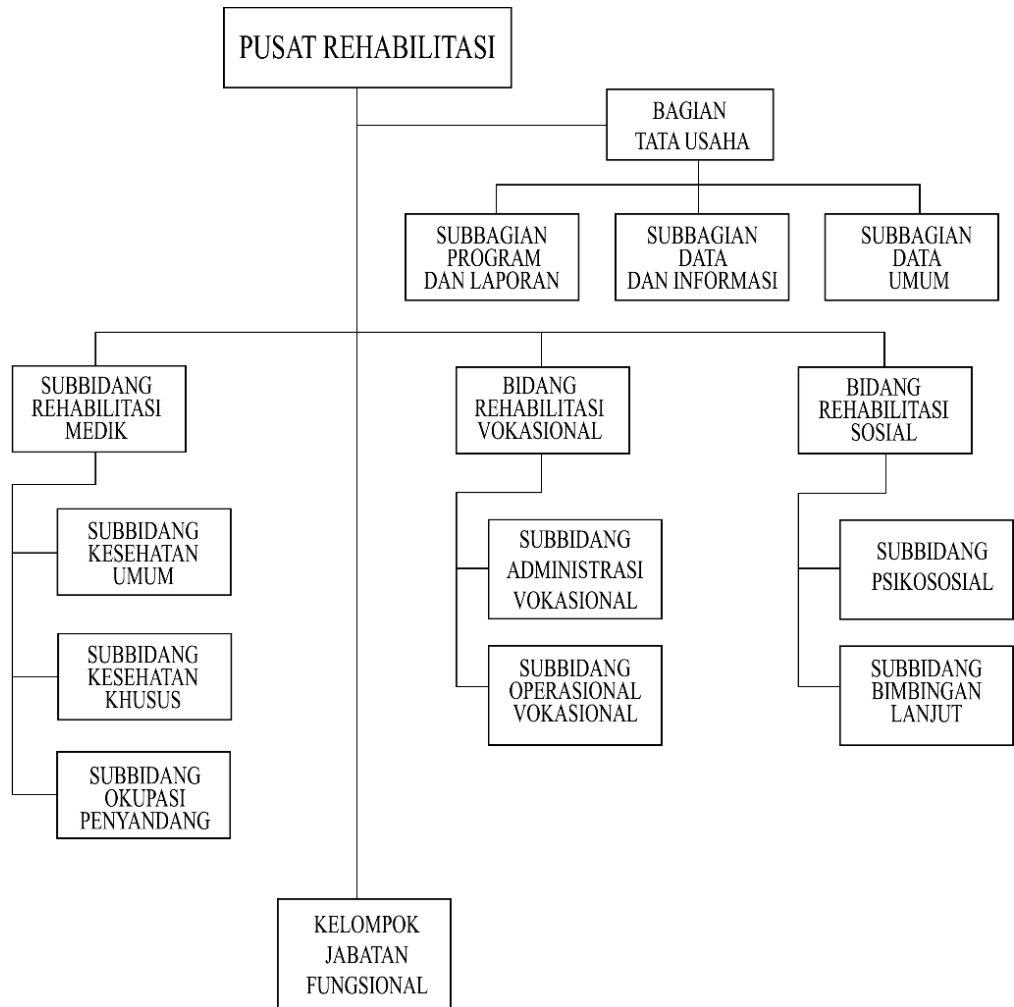 PUSAT REHABILITASI
BAGIAN
TATA USAHA
SUBBAGIAN
PROGRAM
DAN LAPORAN
SUBBAGIAN
DATA
DAN INFORMASI
SUBBAGIAN
DATA
UMUM
SUBBIDANG
REHABILITASI
MEDIK
BIDANG
REHABILITASI
VOKASIONAL
BIDANG
REHABILITASI
SOSIAL
SUBBIDANG
KESEHATAN
UMUM
SUBBIDANG
KESEHATAN
KHUSUS
SUBBIDANG
OKUPASI
PENYANDANG
SUBBIDANG
ADMINISTRASI
VOKASIONAL
SUBBIDANG
OPERASIONAL
VOKASIONAL
SUBBIDANG
PSIKOSOSIAL
SUBBIDANG
BIMBINGAN
LANJUT
KELOMPOK
JABATAN
FUNGSIONAL